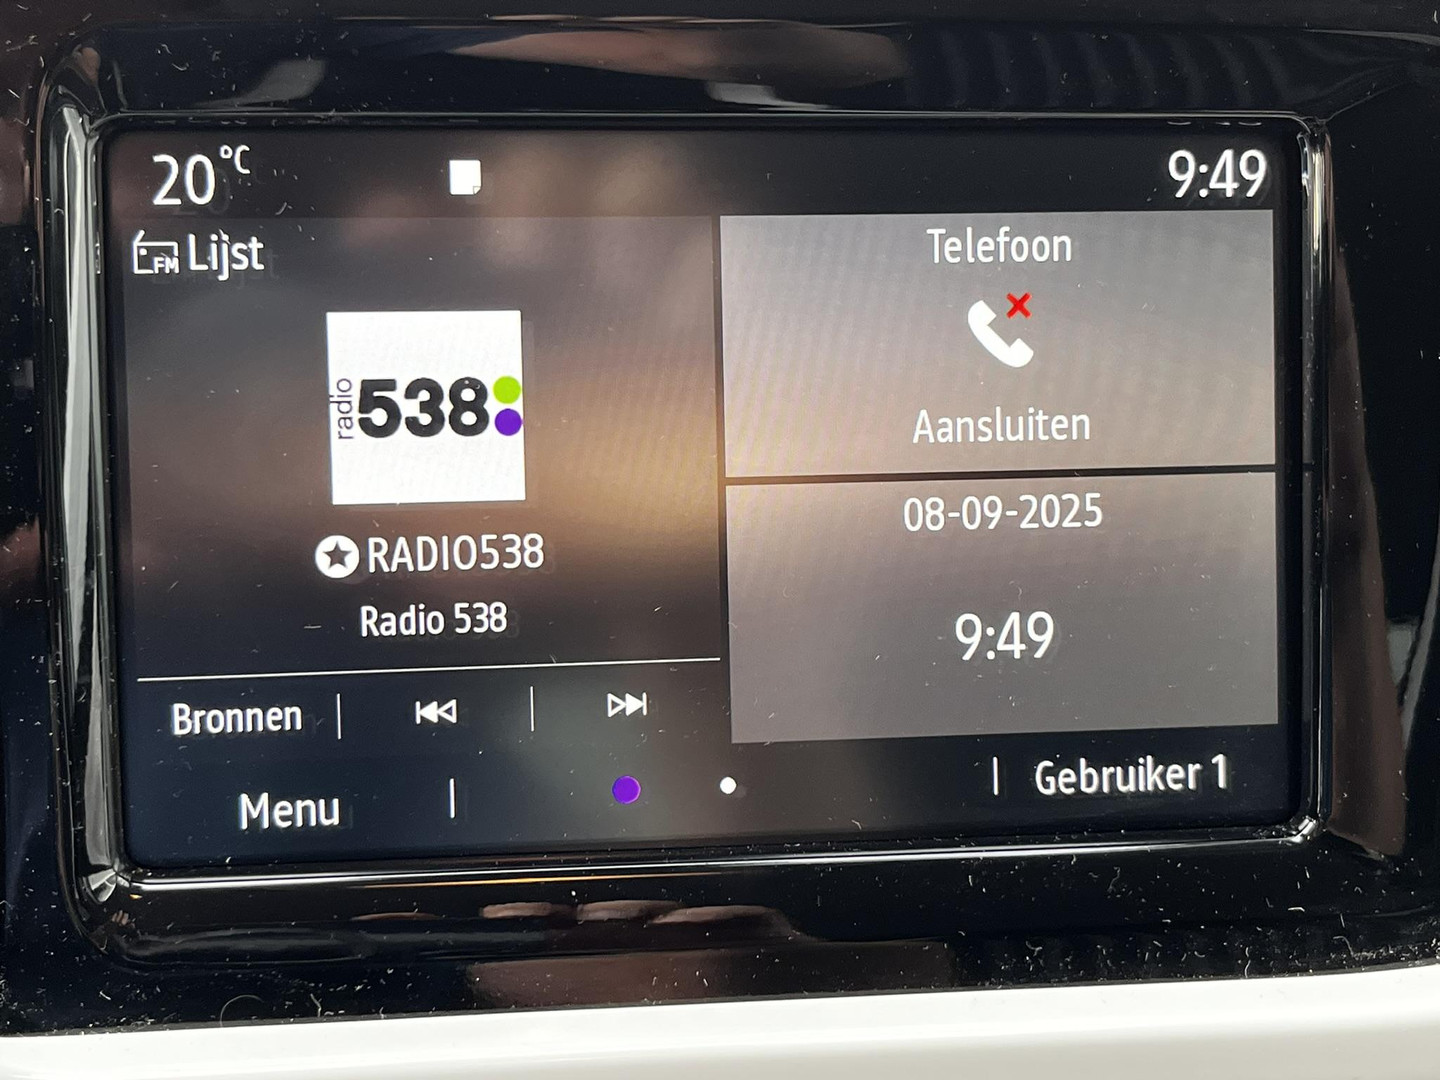 20°C
9:49
FM Lijst
radio 538
RADIO538
Radio 538
Bronnen
Telefoon
Aansluiten
08-09-2025
9:49
Menu
Gebruiker 1